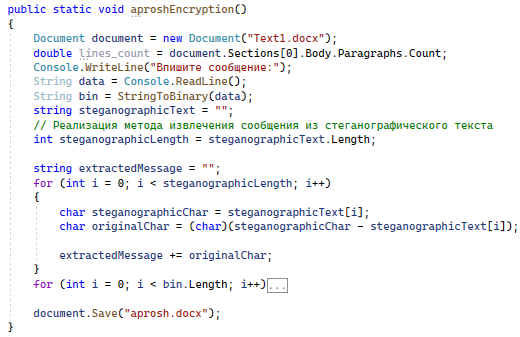 public static void aproshEncryption()
{
Document document = new Document("Text1.docx");
double lines_count = document.Sections[0].Body.Paragraphs.Count;
Console.WriteLine("Впишите сообщение:");
String data = Console.ReadLine();
String bin = StringToBinary(data);
string steganographicText = "";
// Реализация метода извлечения сообщения из стеганографического текста
int steganographicLength = steganographicText.Length;
string extractedMessage = "";
for (int i = 0; i < steganographicLength; i++)
{
char steganographicChar = steganographicText[i];
char originalChar = (char)(steganographicChar - steganographicText[i]);
extractedMessage += originalChar;
}
for (int i = 0; i < bin.Length; i++)...
document.Save("aprosh.docx");
}